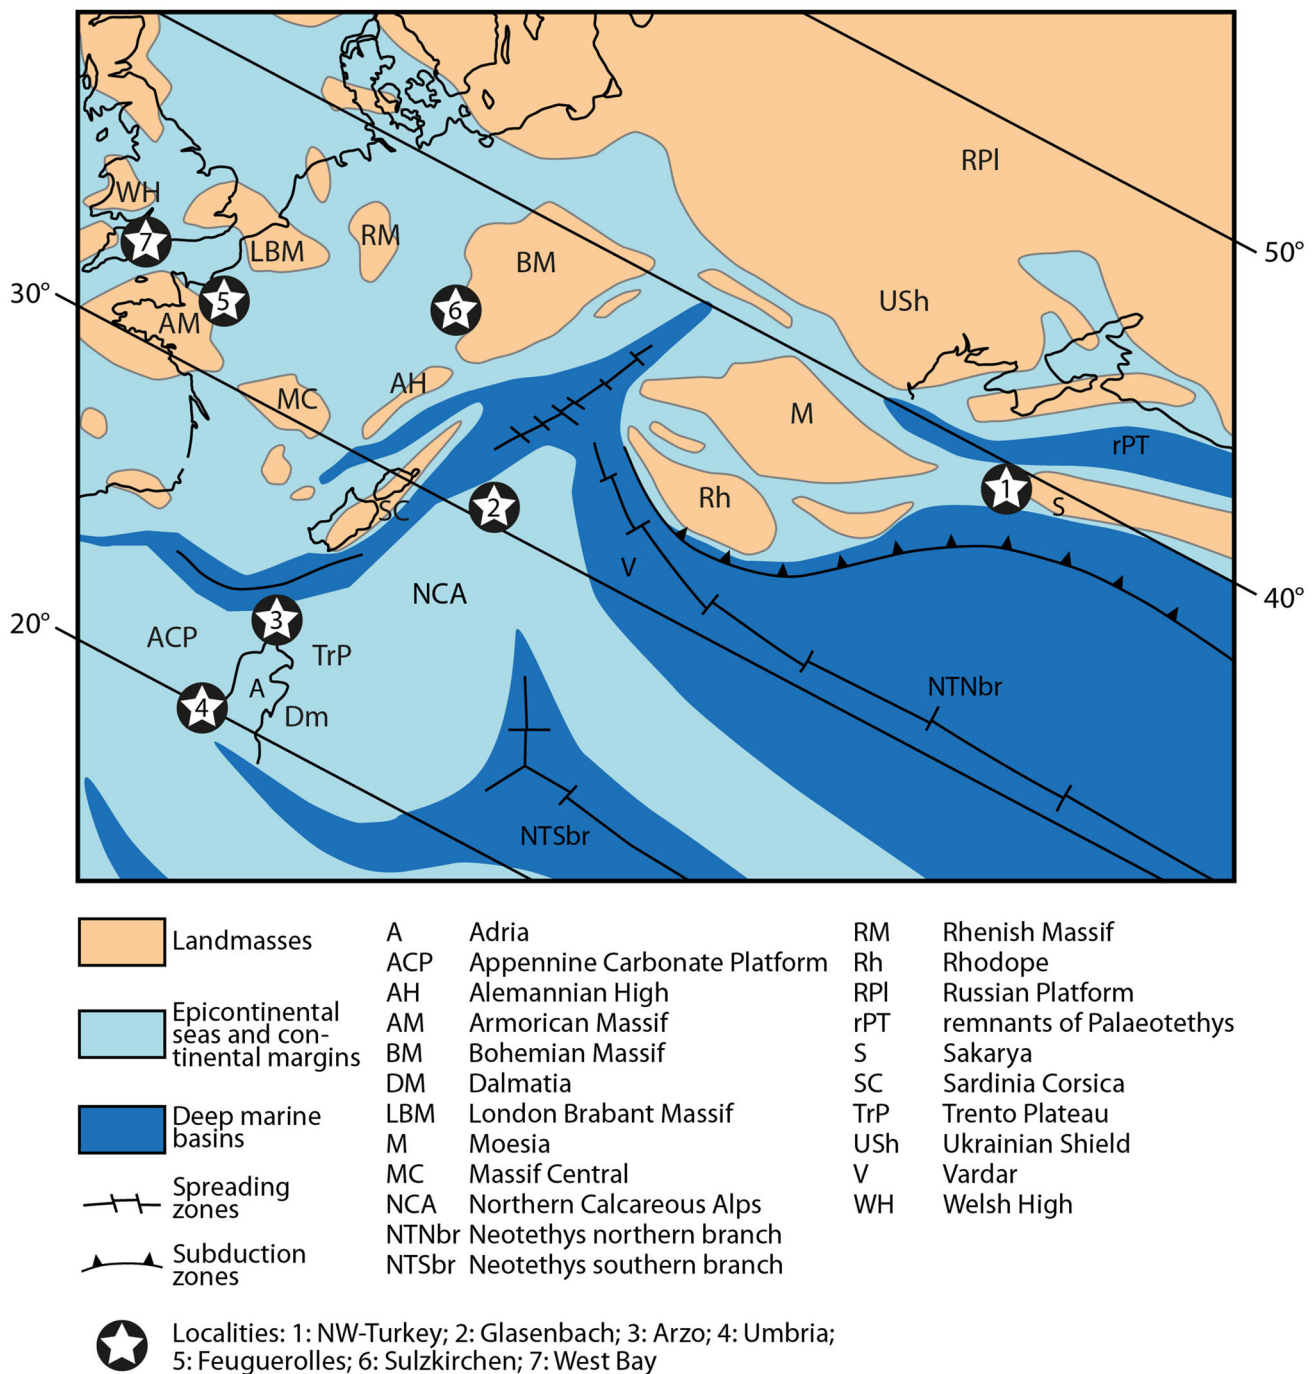 RPl
WH
7
LBM
RM
BM
50°
30°
5
6
USh
AM
AH
MC
M
rPT
SC
2
Rh
1
S
V
NCA
40°
20°
3
ACP
TrP
A
4
Dm
NTNbr
NTSbr
Landmasses
Epicontinental
seas and con-
tinental margins
Deep marine
basins
Spreading
zones
Subduction
zones
A Adria
ACP Appennine Carbonate Platform
AH Alemannian High
AM Armorican Massif
BM Bohemian Massif
DM Dalmatia
LBM London Brabant Massif
M Moesia
MC Massif Central
NCA Northern Calcareous Alps
NTNbr Neotethys northern branch
NTSbr Neotethys southern branch
RM Rhenish Massif
Rh Rhodope
RPl Russian Platform
rPT remnants of Palaeotethys
S Sakarya
SC Sardinia Corsica
TrP Trento Plateau
USh Ukrainian Shield
V Vardar
WH Welsh High
Localities: 1: NW-Turkey; 2: Glasenbach; 3: Arzo; 4: Umbria;
5: Feuguerolles; 6: Sulzkirchen; 7: West Bay